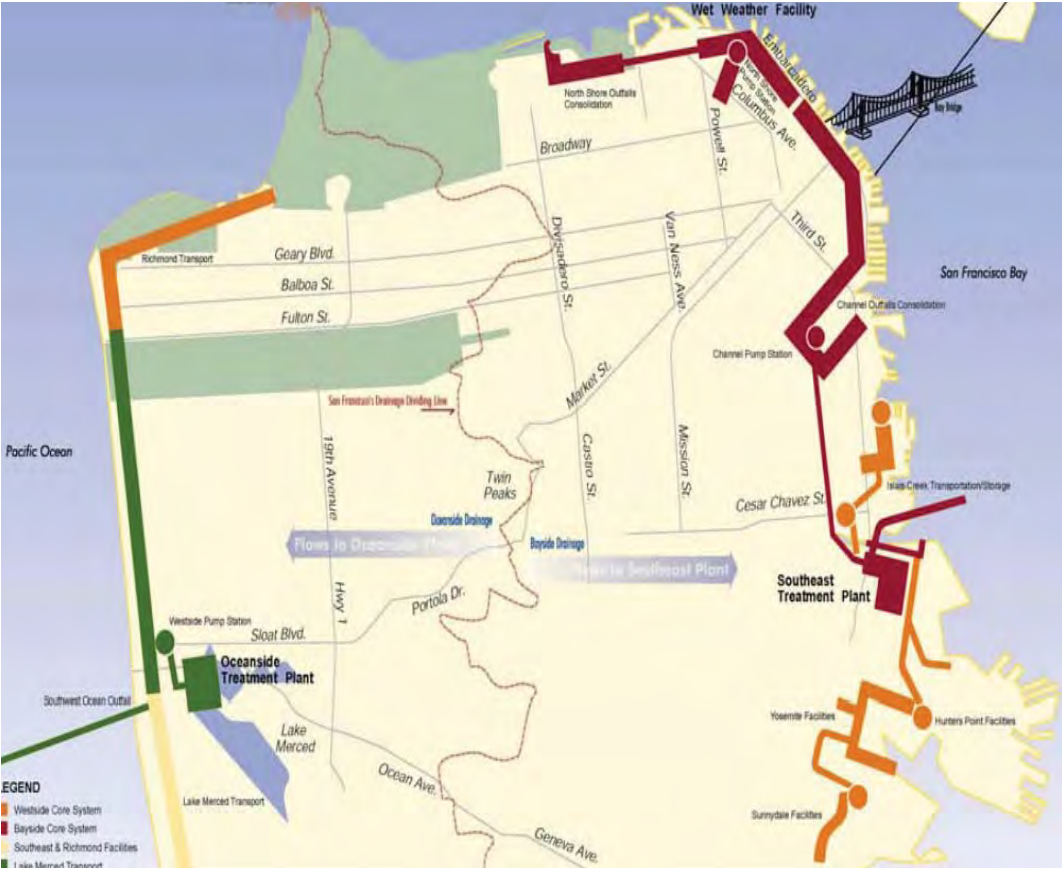 Wet Weather Facility
Embarcadero
North Shore
Pump Station
Bay Bridge
North Shore Outfalls
Consolidation
Columbus Ave.
Powell St.
Broadway
Third St.
Divisadero St.
Van Ness Ave.
Richmond Transport
Geary Blvd.
Balboa St.
Fulton St.
San Francisco Bay
Channel Outfalls Consolidation
Channel Pump Station
Market St.
San Francisco's Drainage Dividing Line
Pacific Ocean
19th Avenue
Castro St.
Mission St.
Twin
Peaks
Cesar Chavez St.
Islais Creek Transportation/Storage
Oceanside Drainage
Flows to Oceanside
Bayside Drainage
to Southeast Plant
Southeast
Treatment Plant
Hwy 1
Portola Dr.
Westside Pump Station
Sloat Blvd.
Oceanside
Treatment Plant
Southwest Ocean Outfall
Lake
Merced
Yosemite Facilities
Hunters Point Facilities
Ocean Ave.
Lake Merced Transport
Sunnydale Facilities
Geneva Ave.
EGEND
Westside Core System
Bayside Core System
Southeast & Richmond Facilities
Lake Merced Transport